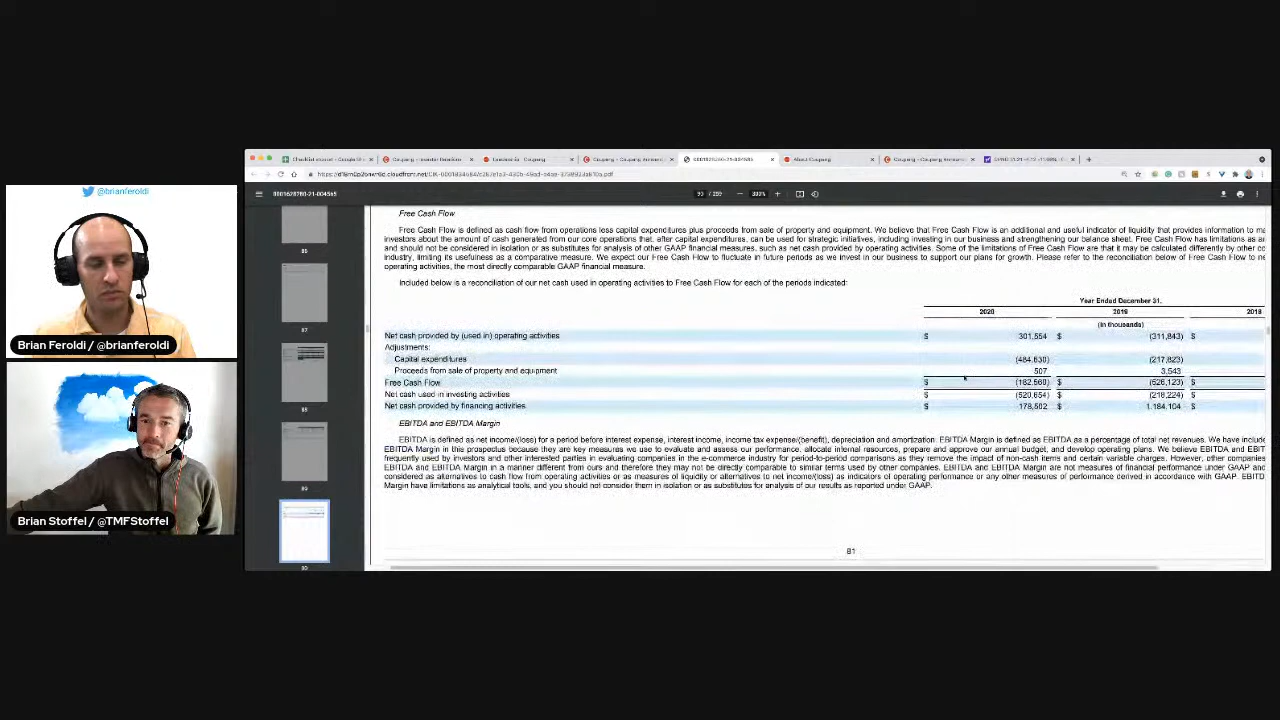 @brianferoldi
Brian Feroldi / @brianferoldi
Brian Stoffel / @TMFStoffel
Checklist
Coupang
Coupang
About Coupang
0001628280-21-004585
300%
86
87
88
89
90
Free Cash Flow
Free Cash Flow is defined as cash flow from operations less capital expenditures plus proceeds from sale of property and equipment. We believe that Free Cash Flow is an additional and useful indicator of liquidity that provides information to ma
investors about the amount of cash generated from our core operations that, after capital expenditures, can be used for strategic initiatives, including investing in our business and strengthening our balance sheet. Free Cash Flow has limitations as an
and should not be considered in isolation or as substitutes for analysis of other GAAP financial measures, such as net cash provided by operating activities. Some of the limitations of Free Cash Flow are that it may be calculated differently by other co
industry, limiting its usefulness as a comparative measure. We expect our Free Cash Flow to fluctuate in future periods as we invest in our business to support our plans for growth. Please refer to the reconciliation below of Free Cash Flow to ne
operating activities, the most directly comparable GAAP financial measure.
Included below is a reconciliation of our net cash used in operating activities to Free Cash Flow for each of the periods indicated:
Year Ended December 31,
2020 2019 2018
(in thousands)
Net cash provided by (used in) operating activities $ 301,554 $ (311,843) $
Adjustments:
Capital expenditures (484,630) (217,823)
Proceeds from sale of property and equipment 507 3,543
Free Cash Flow $ (182,560) $ (526,123) $
Net cash used in investing activities $ (520,654) $ (218,224) $
Net cash provided by financing activities $ 178,502 $ 1,184,104 $
EBITDA and EBITDA Margin
EBITDA is defined as net income/(loss) for a period before interest expense, interest income, income tax expense/(benefit), depreciation and amortization. EBITDA Margin is defined as EBITDA as a percentage of total net revenues. We have include
EBITDA Margin in this prospectus because they are key measures we use to evaluate and assess our performance, allocate internal resources, prepare and approve our annual budget, and develop operating plans. We believe EBITDA and EBIT
frequently used by investors and other interested parties in evaluating companies in the e-commerce industry for period-to-period comparisons as they remove the impact of non-cash items and certain variable charges. However, other companies
EBITDA and EBITDA Margin in a manner different from ours and therefore they may not be directly comparable to similar terms used by other companies. EBITDA and EBITDA Margin are not measures of financial performance under GAAP and
considered as alternatives to cash flow from operating activities or as measures of liquidity or alternatives to net income/(loss) as indicators of operating performance or any other measures of performance derived in accordance with GAAP. EBITD
Margin have limitations as analytical tools, and you should not consider them in isolation or as substitutes for analysis of our results as reported under GAAP.
81